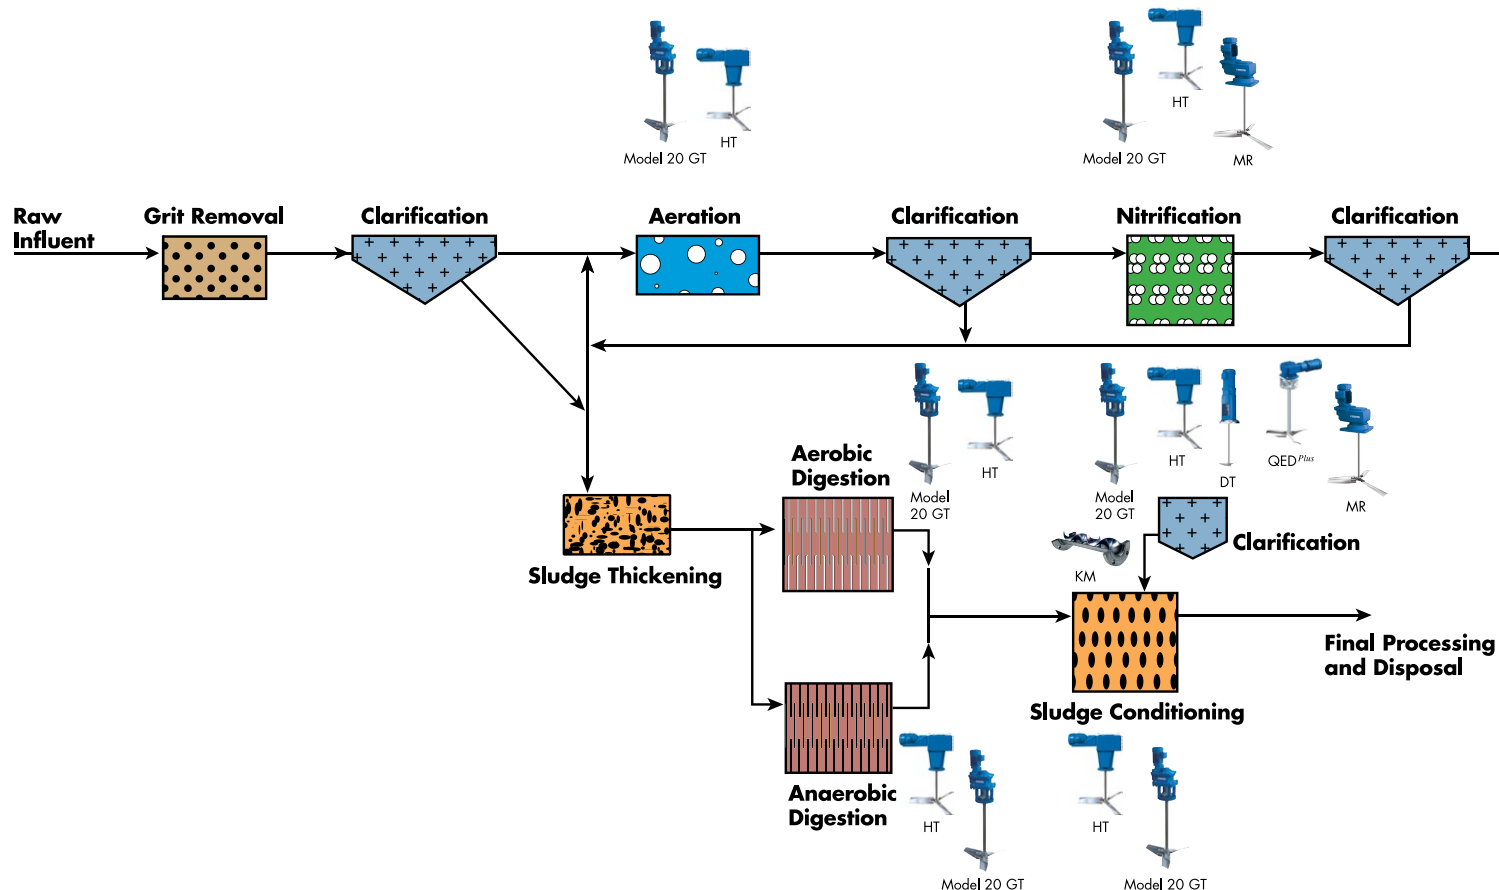 HT
Model 20 GT
HT
Model 20 GT
MR
Raw
Influent
Grit Removal
Clarification
Aeration
Clarification
Nitrification
Clarification
Aerobic
Digestion
HT
Model
20 GT
HT
Model
20 GT
DT
QED Plus
MR
Clarification
KM
Sludge Thickening
Final Processing
and Disposal
Sludge Conditioning
Anaerobic
Digestion
HT
Model 20 GT
HT
Model 20 GT